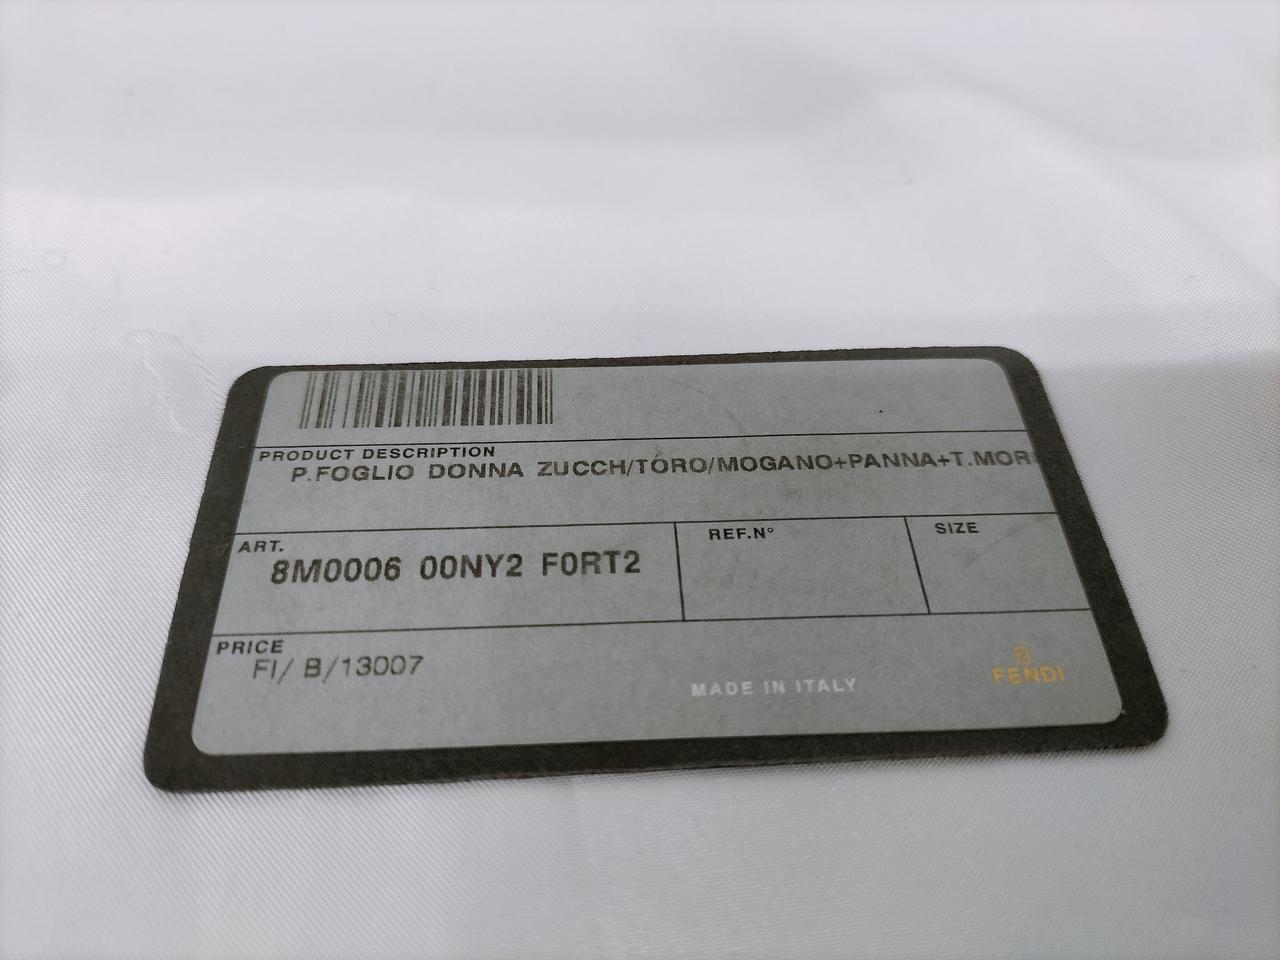 PRODUCT DESCRIPTION
P.FOGLIO DONNA ZUCCH/TORO/MOGANO+PANNA+T.MOR
ART.
8M0006 00NY2 F0RT2
REF.N°
SIZE
PRICE
FI/ B/13007
MADE IN ITALY
FENDI